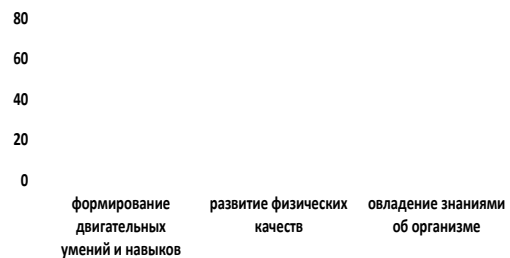 80
60
40
20
0
формирование
двигательных
умений и навыков
развитие физических
качеств
овладение знаниями
об организме